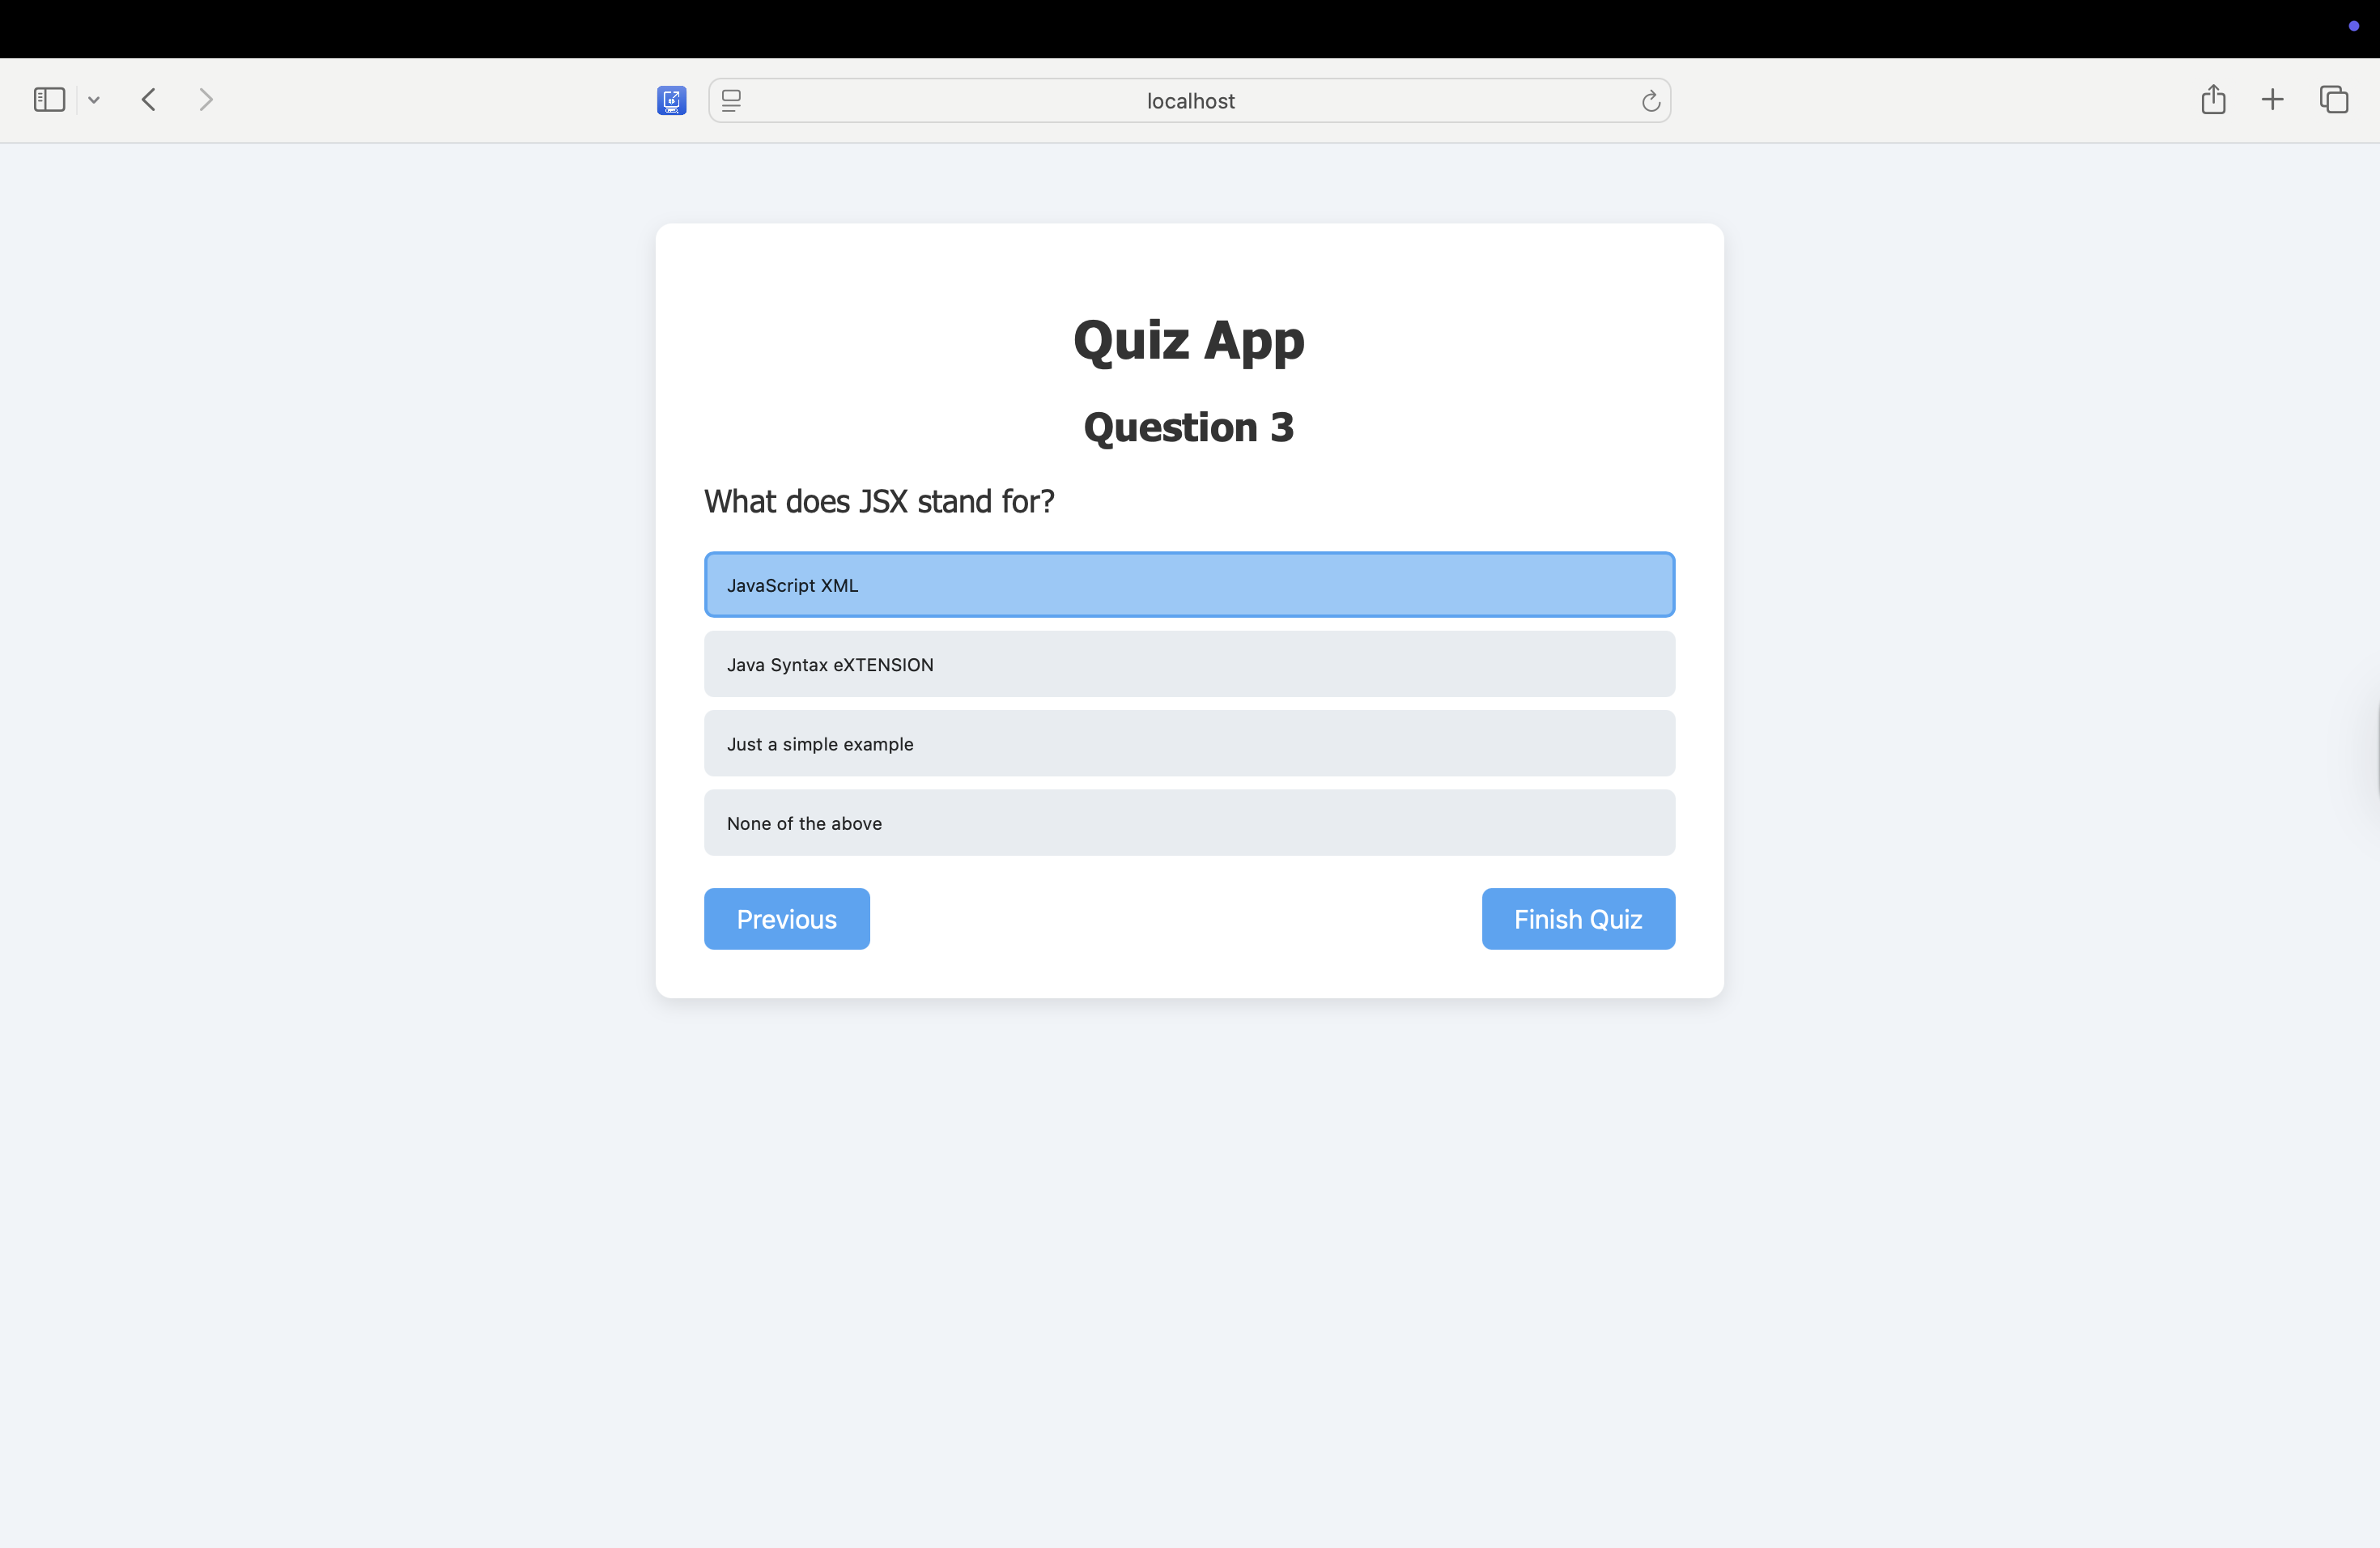 localhost
Quiz App
Question 3
What does JSX stand for?
JavaScript XML
Java Syntax eXTENSION
Just a simple example
None of the above
Previous
Finish Quiz